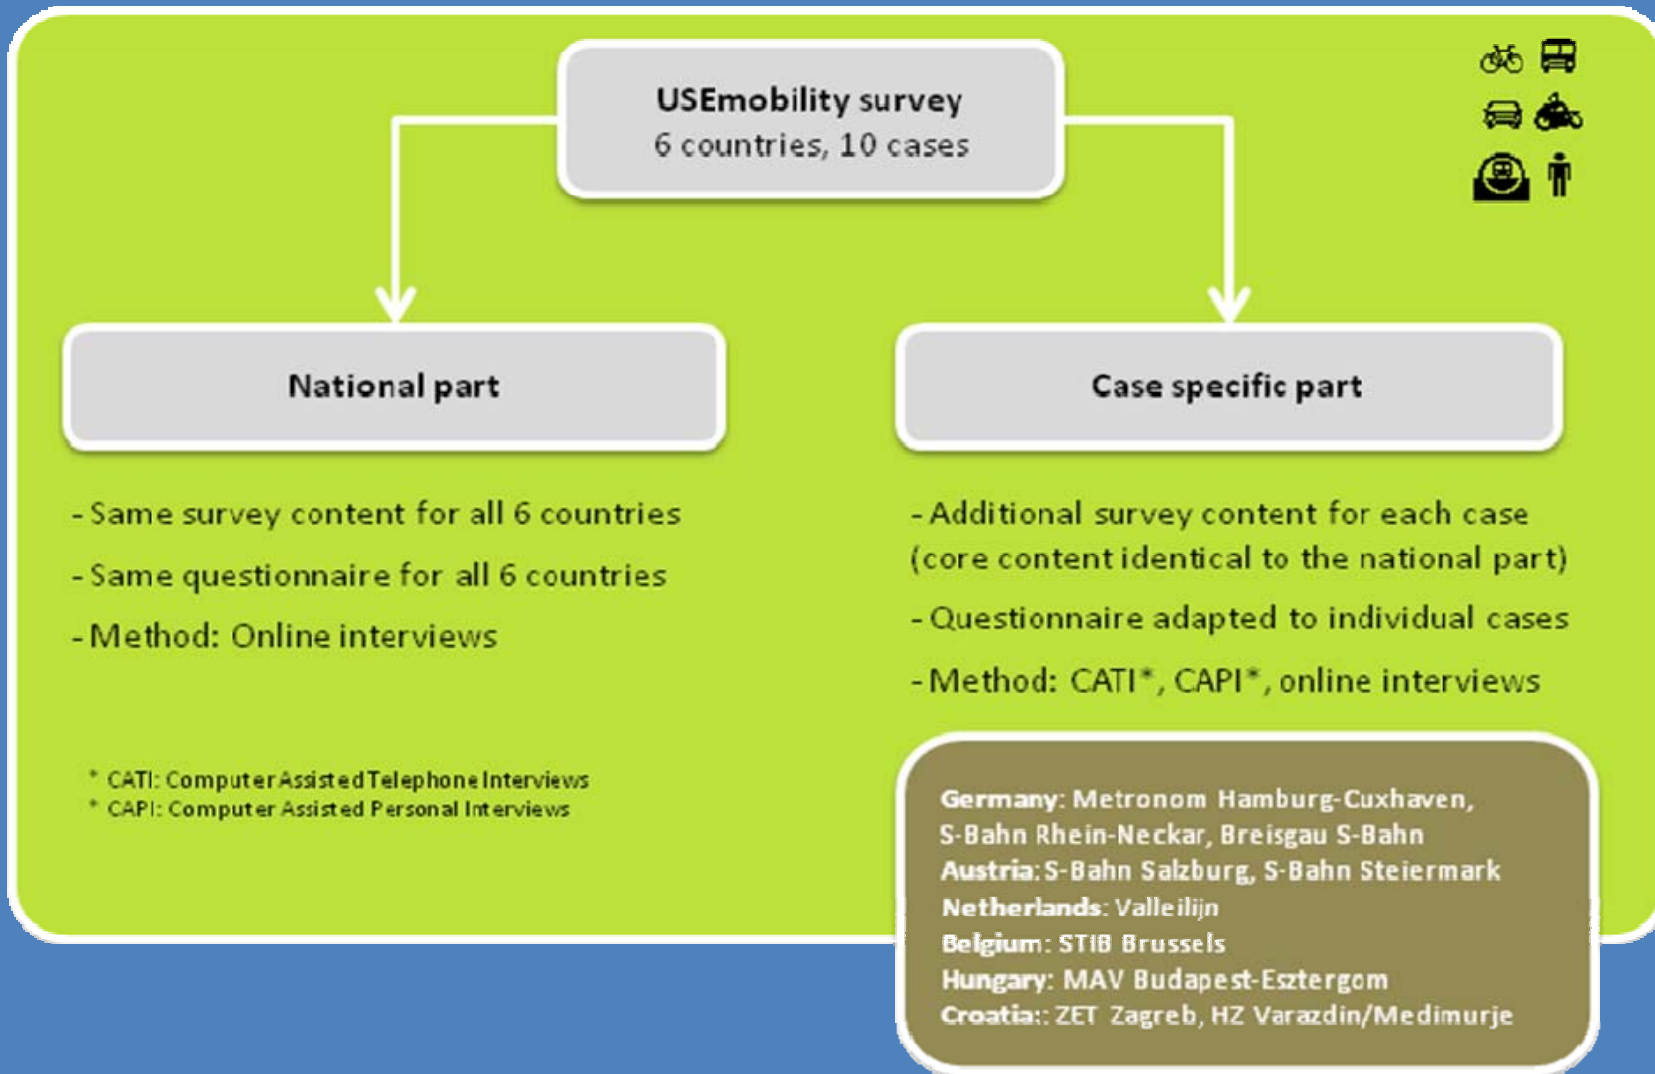 USEmobility survey
6 countries, 10 cases
National part
- Same survey content for all 6 countries
- Same questionnaire for all 6 countries
- Method: Online interviews
* CATI: Computer Assisted Telephone Interviews
* CAPI: Computer Assisted Personal Interviews
Case specific part
- Additional survey content for each case
(core content identical to the national part)
- Questionnaire adapted to individual cases
- Method: CATI*, CAPI*, online interviews
Germany: Metronom Hamburg-Cuxhaven,
S-Bahn Rhein-Neckar, Breisgau S-Bahn
Austria: S-Bahn Salzburg, S-Bahn Steiermark
Netherlands: Valleilijn
Belgium: STIB Brussels
Hungary: MAV Budapest-Esztergom
Croatia:: ZET Zagreb, HZ Varazdin/Medimurje